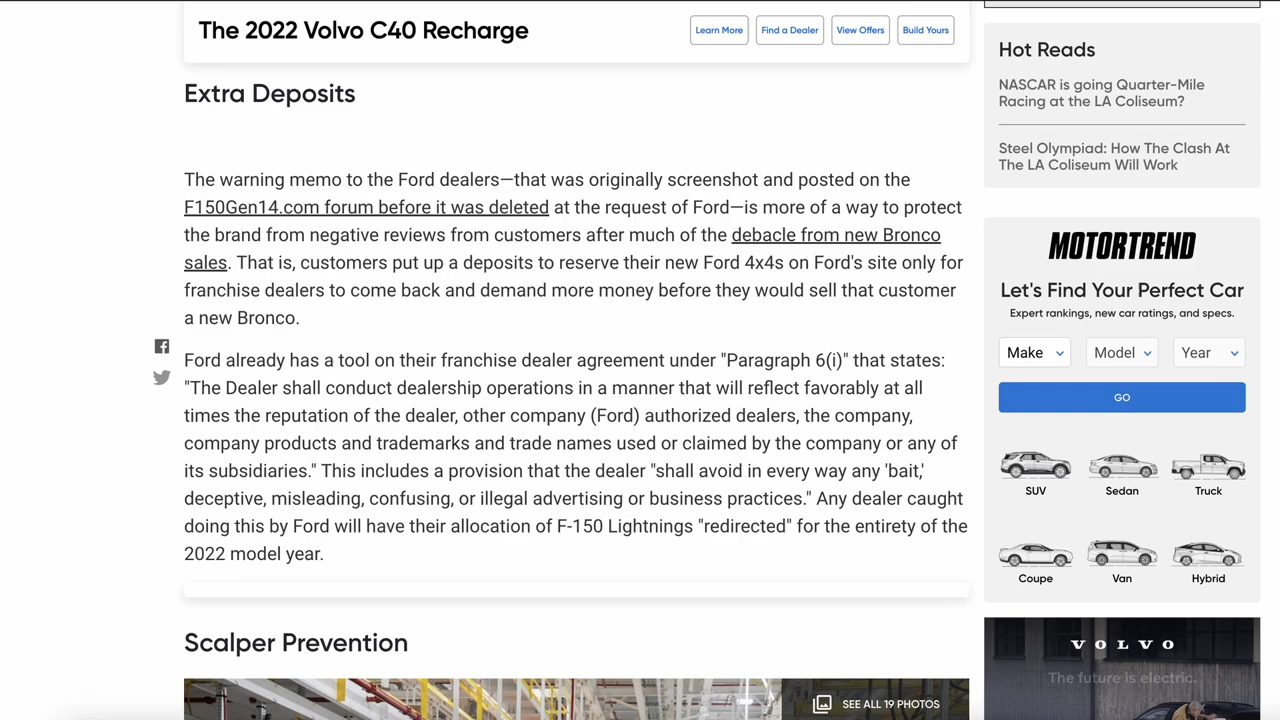 The 2022 Volvo C40 Recharge
Learn More
Find a Dealer
View Offers
Build Yours
Extra Deposits
The warning memo to the Ford dealers—that was originally screenshot and posted on the
F150Gen14.com forum before it was deleted at the request of Ford—is more of a way to protect
the brand from negative reviews from customers after much of the debacle from new Bronco
sales. That is, customers put up a deposits to reserve their new Ford 4x4s on Ford's site only for
franchise dealers to come back and demand more money before they would sell that customer
a new Bronco.
Ford already has a tool on their franchise dealer agreement under "Paragraph 6(i)" that states:
"The Dealer shall conduct dealership operations in a manner that will reflect favorably at all
times the reputation of the dealer, other company (Ford) authorized dealers, the company,
company products and trademarks and trade names used or claimed by the company or any of
its subsidiaries." This includes a provision that the dealer "shall avoid in every way any 'bait,'
deceptive, misleading, confusing, or illegal advertising or business practices." Any dealer caught
doing this by Ford will have their allocation of F-150 Lightnings "redirected" for the entirety of the
2022 model year.
Scalper Prevention
SEE ALL 19 PHOTOS
Hot Reads
NASCAR is going Quarter-Mile
Racing at the LA Coliseum?
Steel Olympiad: How The Clash At
The LA Coliseum Will Work
MOTORTREND
Let's Find Your Perfect Car
Expert rankings, new car ratings, and specs.
Make
Model
Year
GO
SUV
Sedan
Truck
Coupe
Van
Hybrid
VOLVO
The future is electric.